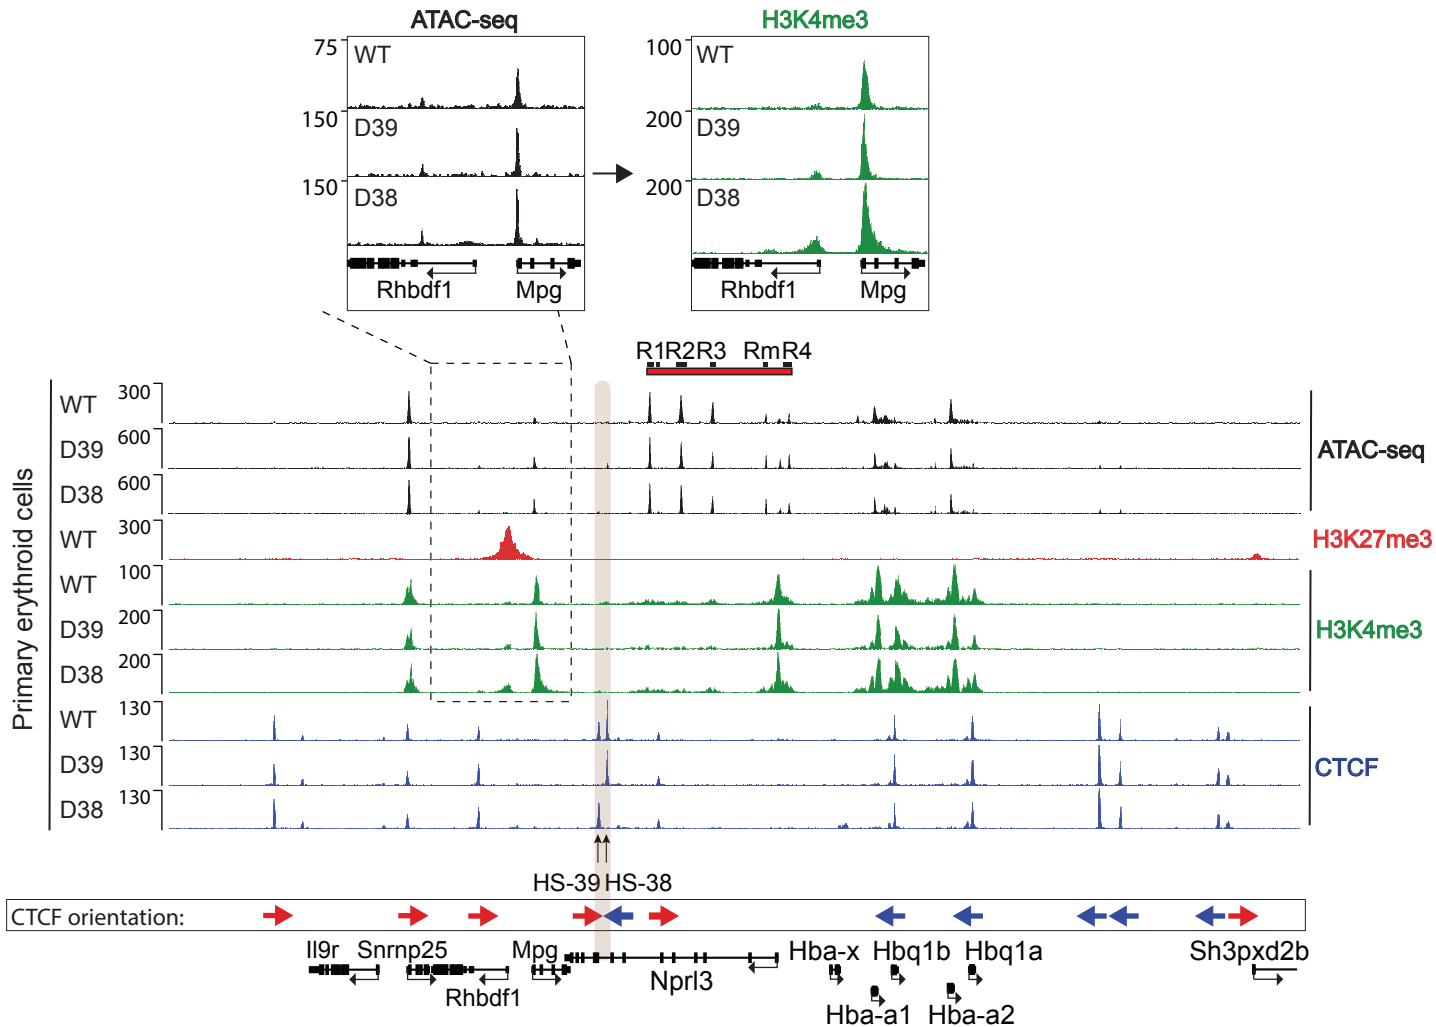 ATAC-seq
H3K4me3
75
WT
150
D39
150
D38
Rhbdf1 Mpg
100
WT
200
D39
200
D38
Rhbdf1 Mpg
R1 R2 R3 Rm R4
Primary erythroid cells
WT 300
D39 600
D38 600
ATAC-seq
WT 300
H3K27me3
WT 100
D39 200
D38 200
H3K4me3
WT 130
D39 130
D38 130
CTCF
HS-39 HS-38
CTCF orientation:
Il9r Snrnp25 Mpg Hba-x Hbq1b Hbq1a Sh3pxd2b
Rhbdf1 Nprl3
Hba-a1 Hba-a2